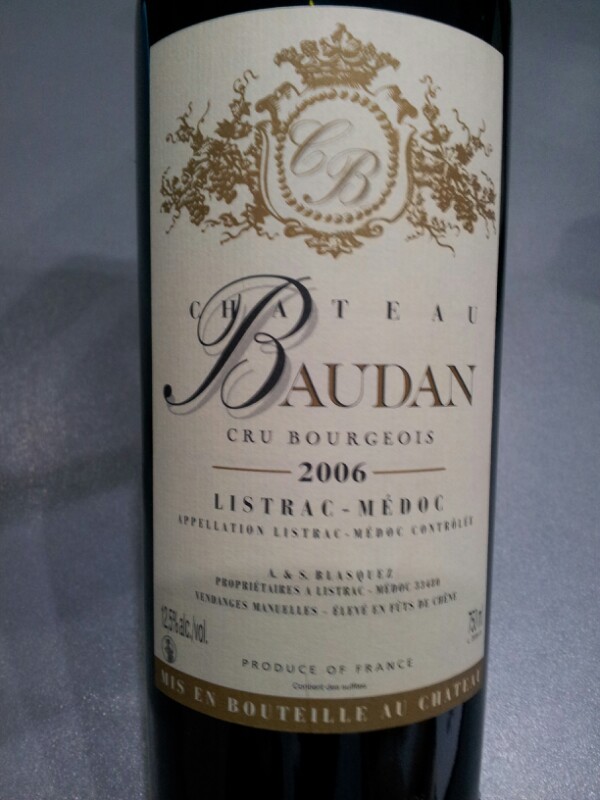 CB
CHATEAU
BAUDAN
CRU BOURGEOIS
2006
LISTRAC-MÉDOC
APPELLATION LISTRAC-MÉDOC CONTRÔLÉE
A. & S. BLASQUEZ
PROPRIÉTAIRES A LISTRAC - MÉDOC 33480
VENDANGES MANUELLES - ÉLEVÉ EN FÛTS DE CHÊNE
12,5%alc./vol.
750
PRODUCE OF FRANCE
Contient des sulfites
MIS EN BOUTEILLE AU CHATEAU